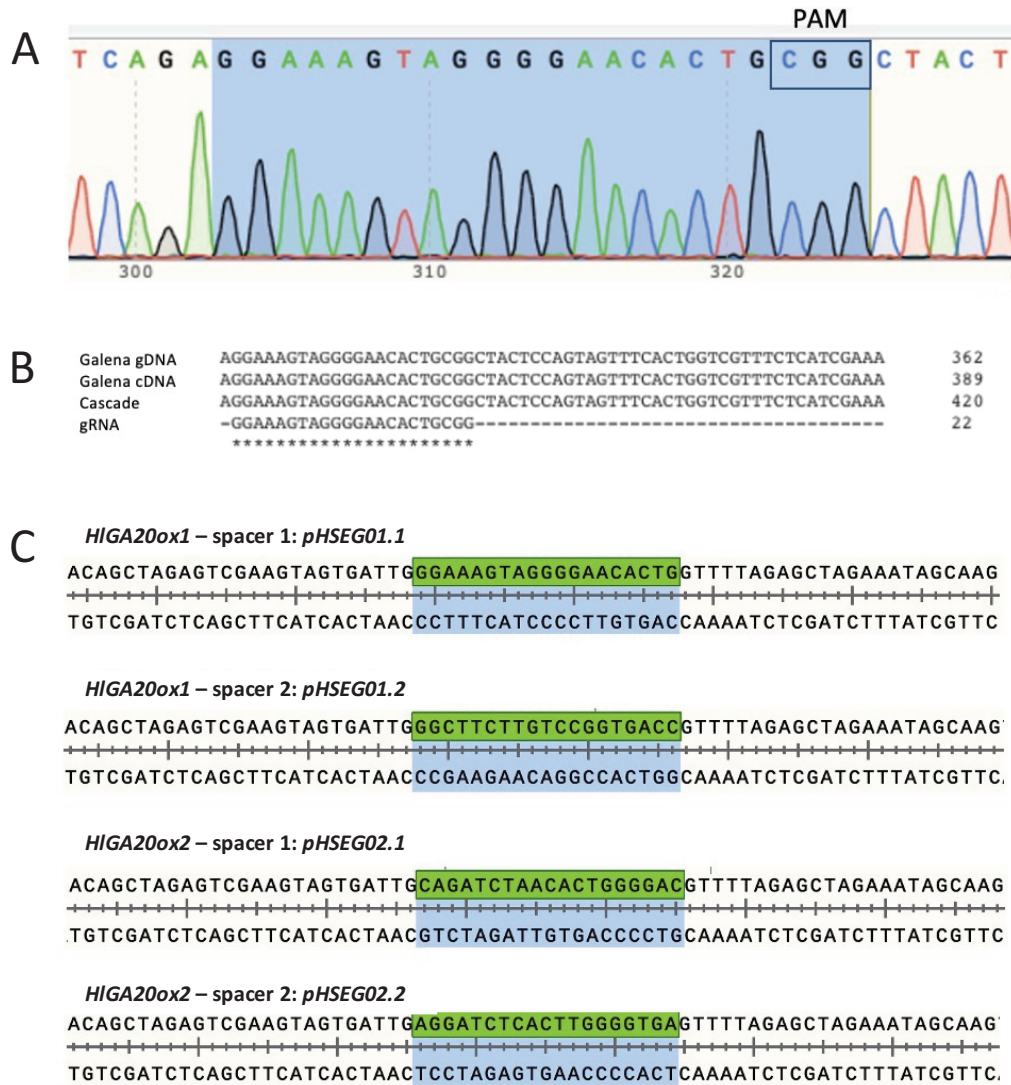 PAM
A
T C A G A G G A A A G T A G G G G A A C A C T G C G G C T A C T
300 310 320
B
Galena gDNA AGGAAAGTAGGGGAACACTGCGGCTACTCCAGTAGTTTCACTGGTCGTTTCTCATCGAAA 362
Galena cDNA AGGAAAGTAGGGGAACACTGCGGCTACTCCAGTAGTTTCACTGGTCGTTTCTCATCGAAA 389
Cascade AGGAAAGTAGGGGAACACTGCGGCTACTCCAGTAGTTTCACTGGTCGTTTCTCATCGAAA 420
gRNA -GGAAAGTAGGGGAACACTGCGG------------------------------------- 22
**********************
C
HlGA20ox1 – spacer 1: pHSEG01.1
ACAGCTAGAGTCGAAGTAGTGATTGGGAAAGTAGGGGAACACTGGTTTTAGAGCTAGAAATAGCAAG
TGTCGATCTCAGCTTCATCACTAACCCTTTCATCCCCTTGTGACCAAAATCTCGATCTTTATCGTTC
HlGA20ox1 – spacer 2: pHSEG01.2
ACAGCTAGAGTCGAAGTAGTGATTGGGCTTCTTGTCCGGTGACCGTTTTAGAGCTAGAAATAGCAAG
TGTCGATCTCAGCTTCATCACTAACCCGAAGAACAGGCCACTGGCAAAATCTCGATCTTTATCGTTC
HlGA20ox2 – spacer 1: pHSEG02.1
ACAGCTAGAGTCGAAGTAGTGATTGCAGATCTAACACTGGGGACGTTTTAGAGCTAGAAATAGCAAG
TGTCGATCTCAGCTTCATCACTAACGTCTAGATTGTGACCCCTGCAAAATCTCGATCTTTATCGTTC
HlGA20ox2 – spacer 2: pHSEG02.2
ACAGCTAGAGTCGAAGTAGTGATTGAGGATCTCACTTGGGGTGAGTTTTAGAGCTAGAAATAGCAAG
TGTCGATCTCAGCTTCATCACTAACTCCTAGAGTGAACCCCACTCAAAATCTCGATCTTTATCGTTC